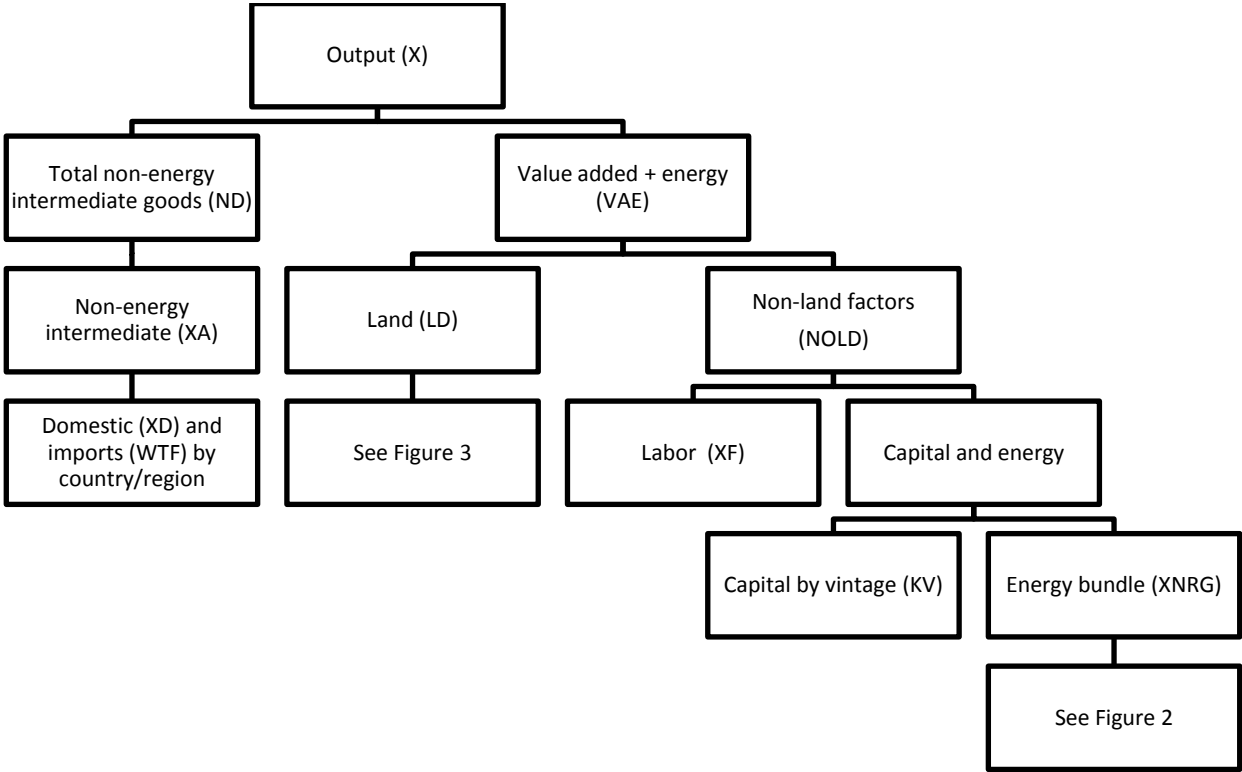 Output (X)
Total non-energy
intermediate goods (ND)
Value added + energy
(VAE)
Non-energy
intermediate (XA)
Land (LD)
Non-land factors
(NOLD)
Domestic (XD) and
imports (WTF) by
country/region
See Figure 3
Labor (XF)
Capital and energy
Capital by vintage (KV)
Energy bundle (XNRG)
See Figure 2